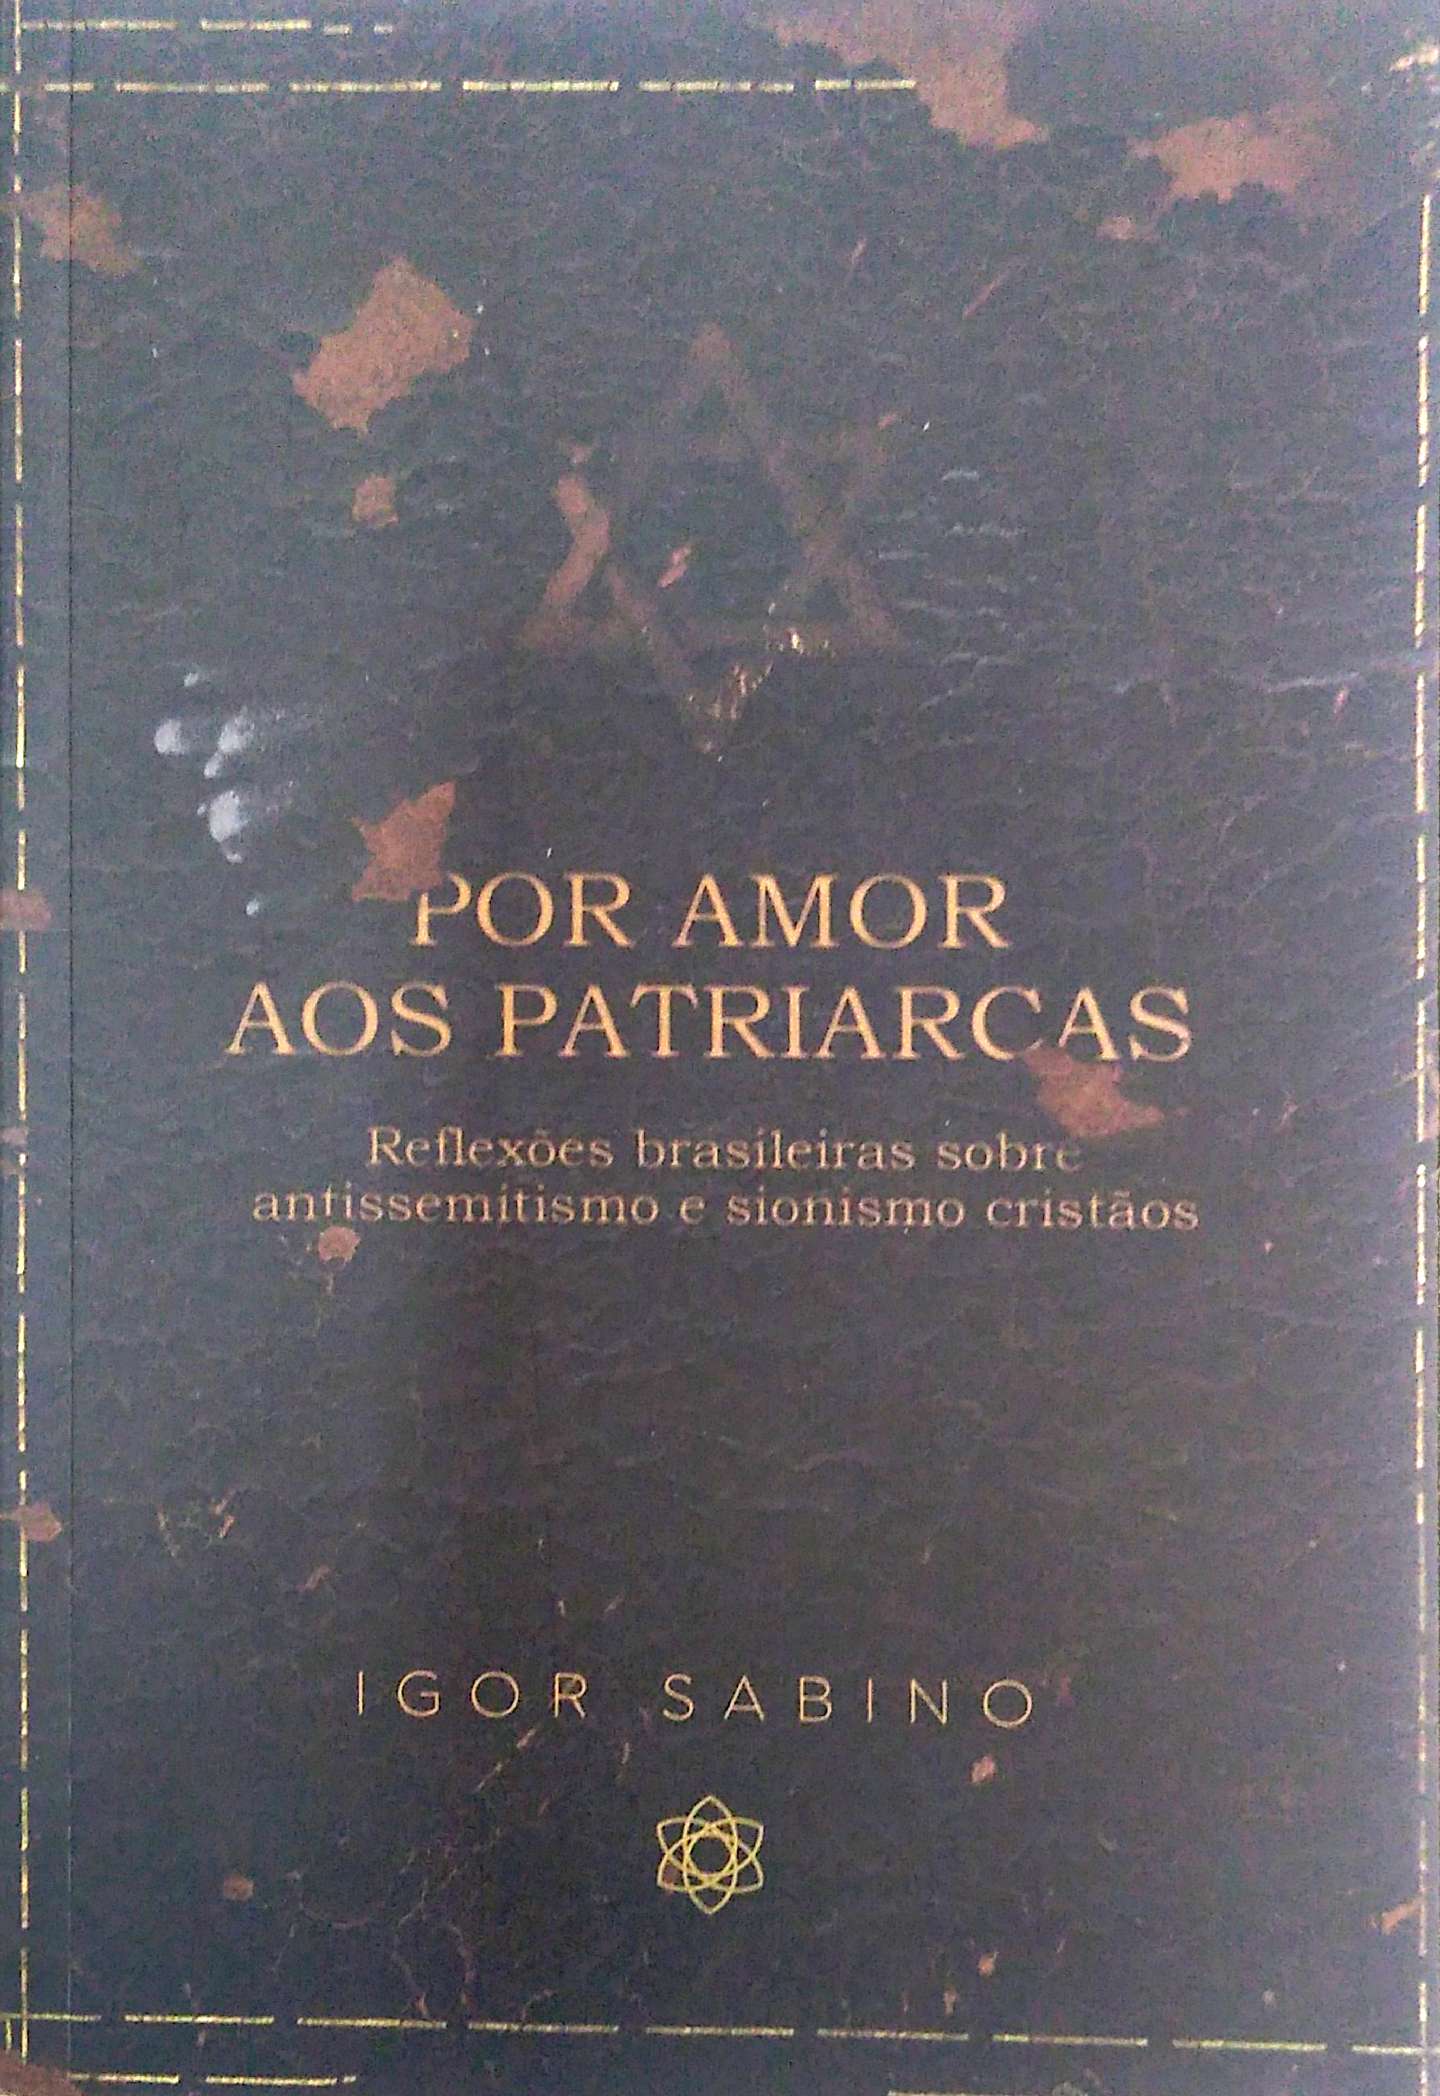 POR AMOR
AOS PATRIARCAS
Reflexões brasileiras sobre
antissemitismo e sionismo cristãos
IGOR SABINO